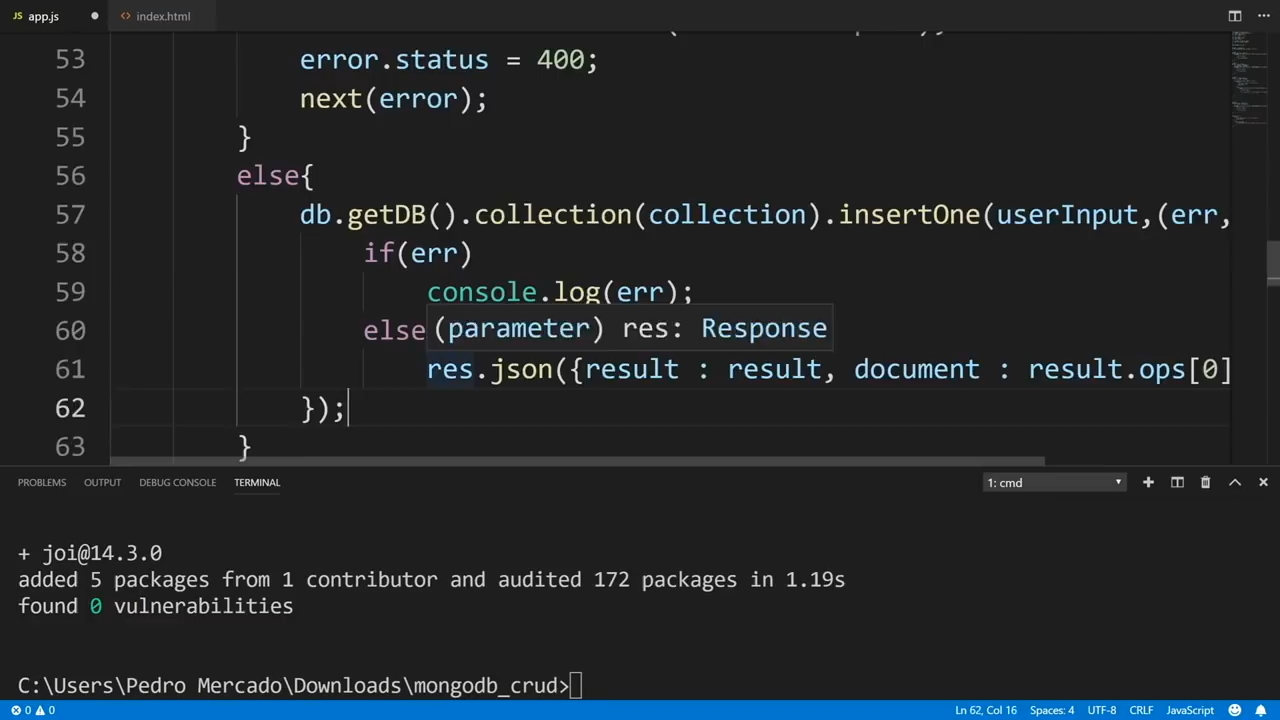 JS app.js ● <> index.html ...
53 error.status = 400;
54 next(error);
55 }
56 else{
57 db.getDB().collection(collection).insertOne(userInput,(err,
58 if(err)
59 console.log(err);
(parameter) res: Response
60 else
61 res.json({result : result, document : result.ops[0]
62 });
63 }
PROBLEMS OUTPUT DEBUG CONSOLE TERMINAL 1: cmd
+ joi@14.3.0
added 5 packages from 1 contributor and audited 172 packages in 1.19s
found 0 vulnerabilities
C:\Users\Pedro Mercado\Downloads\mongodb_crud>
0 0 Ln 62, Col 16 Spaces: 4 UTF-8 CRLF JavaScript